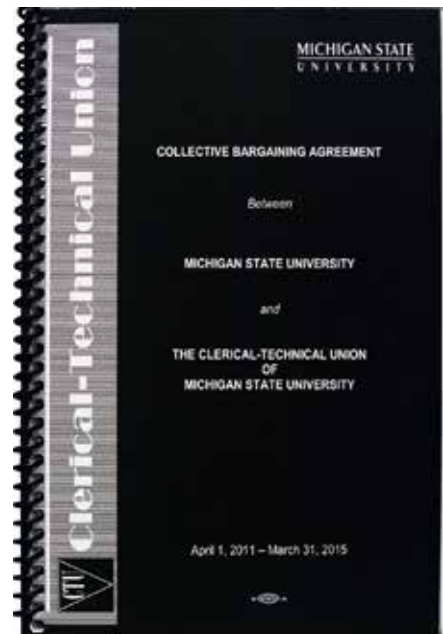 MICHIGAN STATE
UNIVERSITY
Clerical-Technical Union
CTU
COLLECTIVE BARGAINING AGREEMENT
Between
MICHIGAN STATE UNIVERSITY
and
THE CLERICAL-TECHNICAL UNION
OF
MICHIGAN STATE UNIVERSITY
April 1, 2011 – March 31, 2015